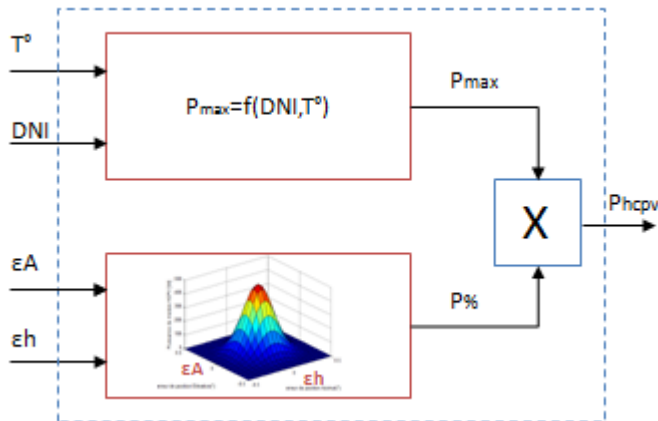 T°
DNI
Pmax=f(DNI,T°)
Pmax
X
Phcpv
εA
εh
εA
εh
P%